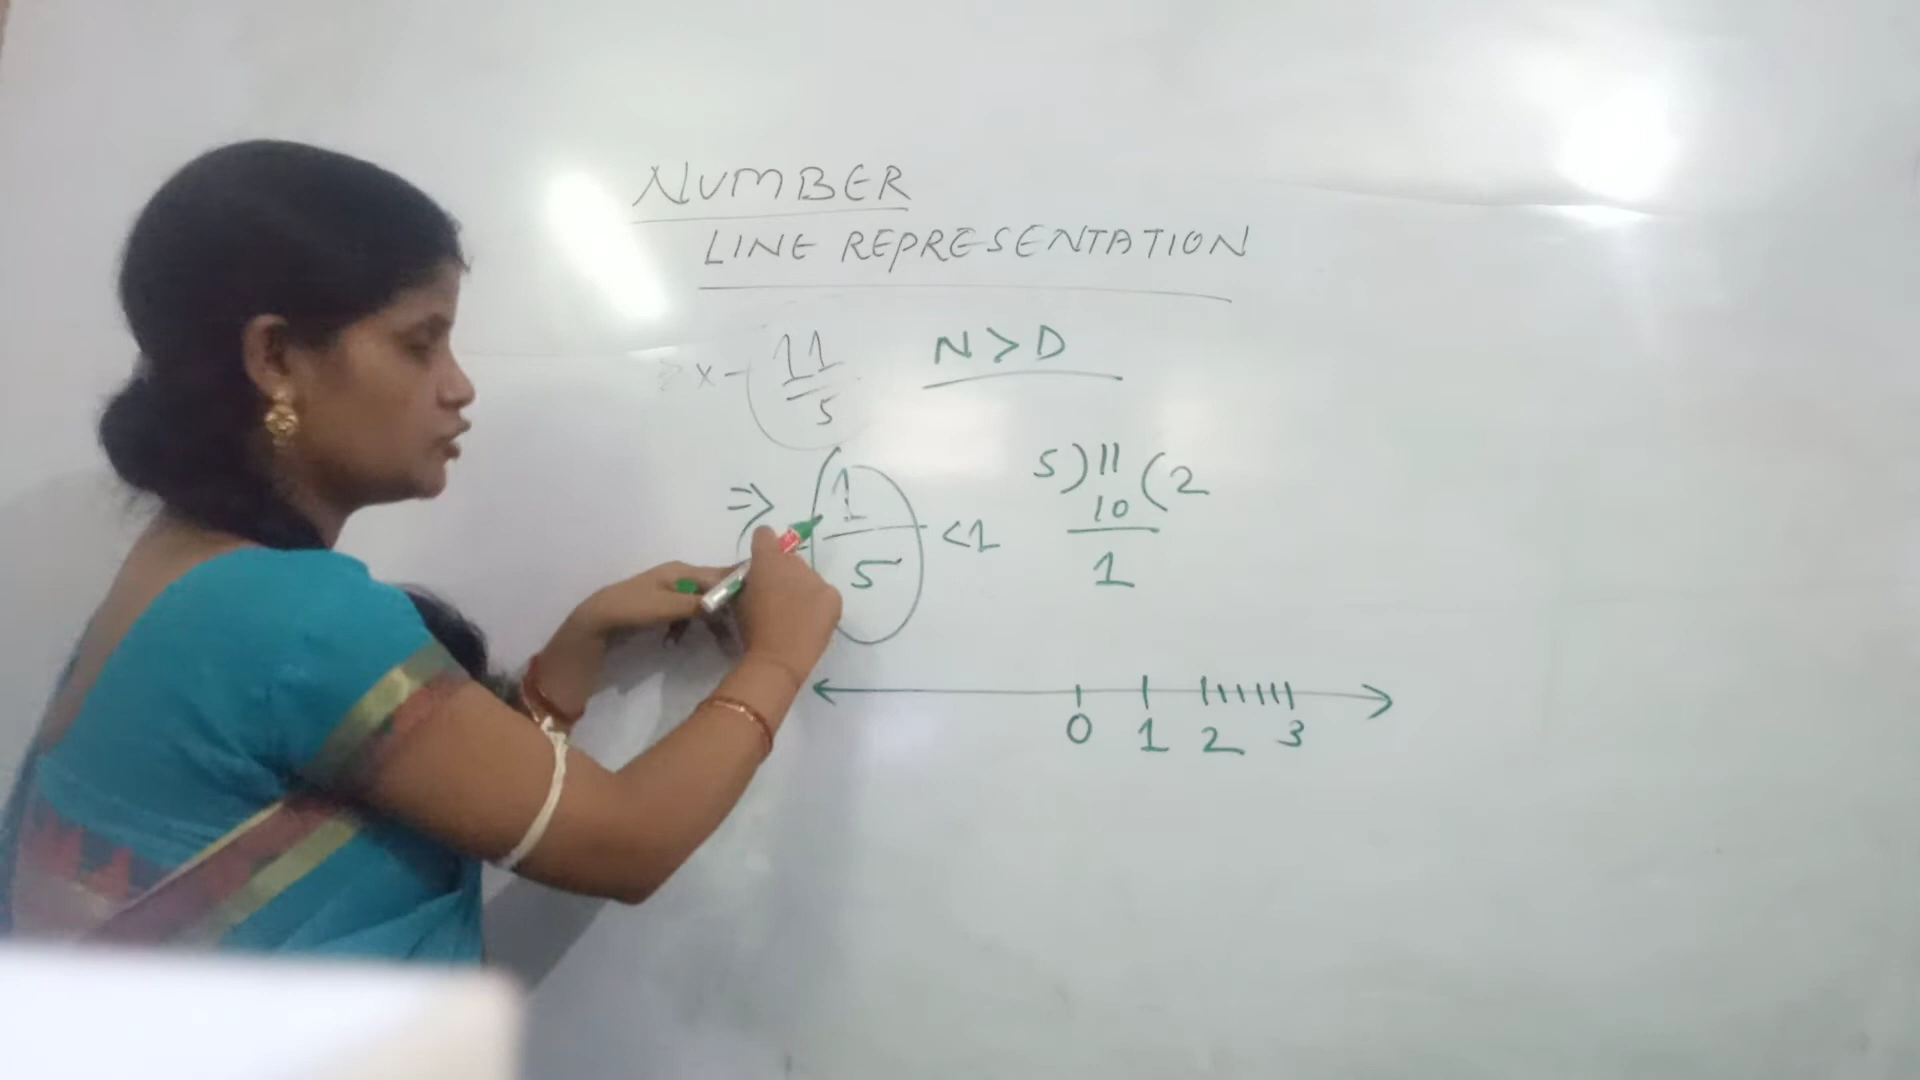 NUMBER
LINE REPRESENTATION
x - 11/5 N>D
=> 1/5 <1
5)11(2
10
1
0 1 2 3